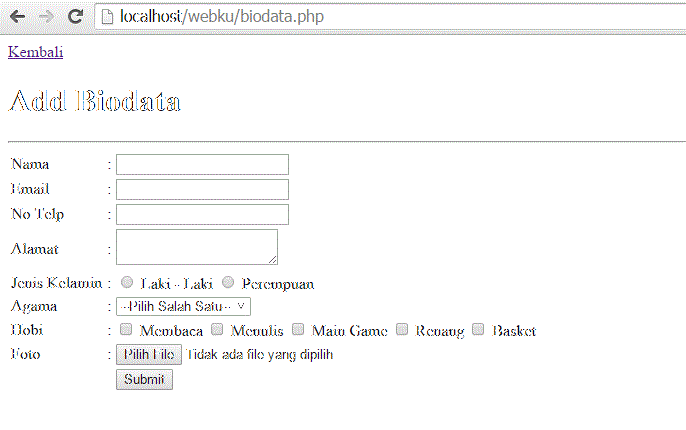 localhost/webku/biodata.php
Kembali
Add Biodata
Nama :
Email :
No Telp :
Alamat :
Jenis Kelamin : Laki - Laki Perempuan
Agama : --Pilih Salah Satu--
Hobi : Membaca Menulis Main Game Renang Basket
Foto : Pilih File Tidak ada file yang dipilih
Submit